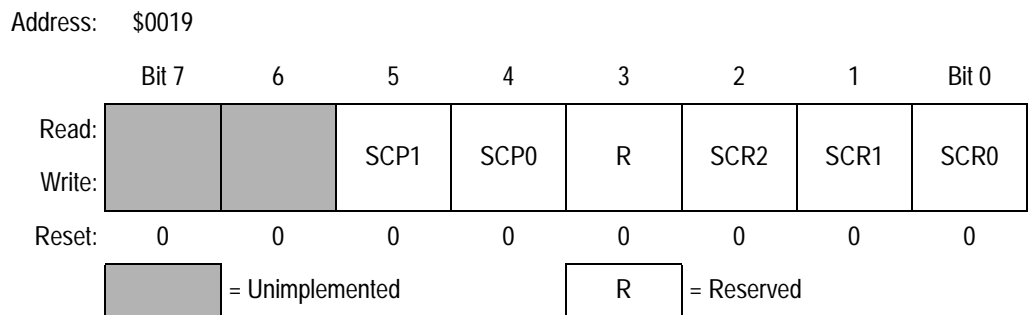 Address: $0019
Bit 7 6 5 4 3 2 1 Bit 0
Read:
SCP1 SCP0 R SCR2 SCR1 SCR0
Write:
Reset: 0 0 0 0 0 0 0 0
= Unimplemented R = Reserved